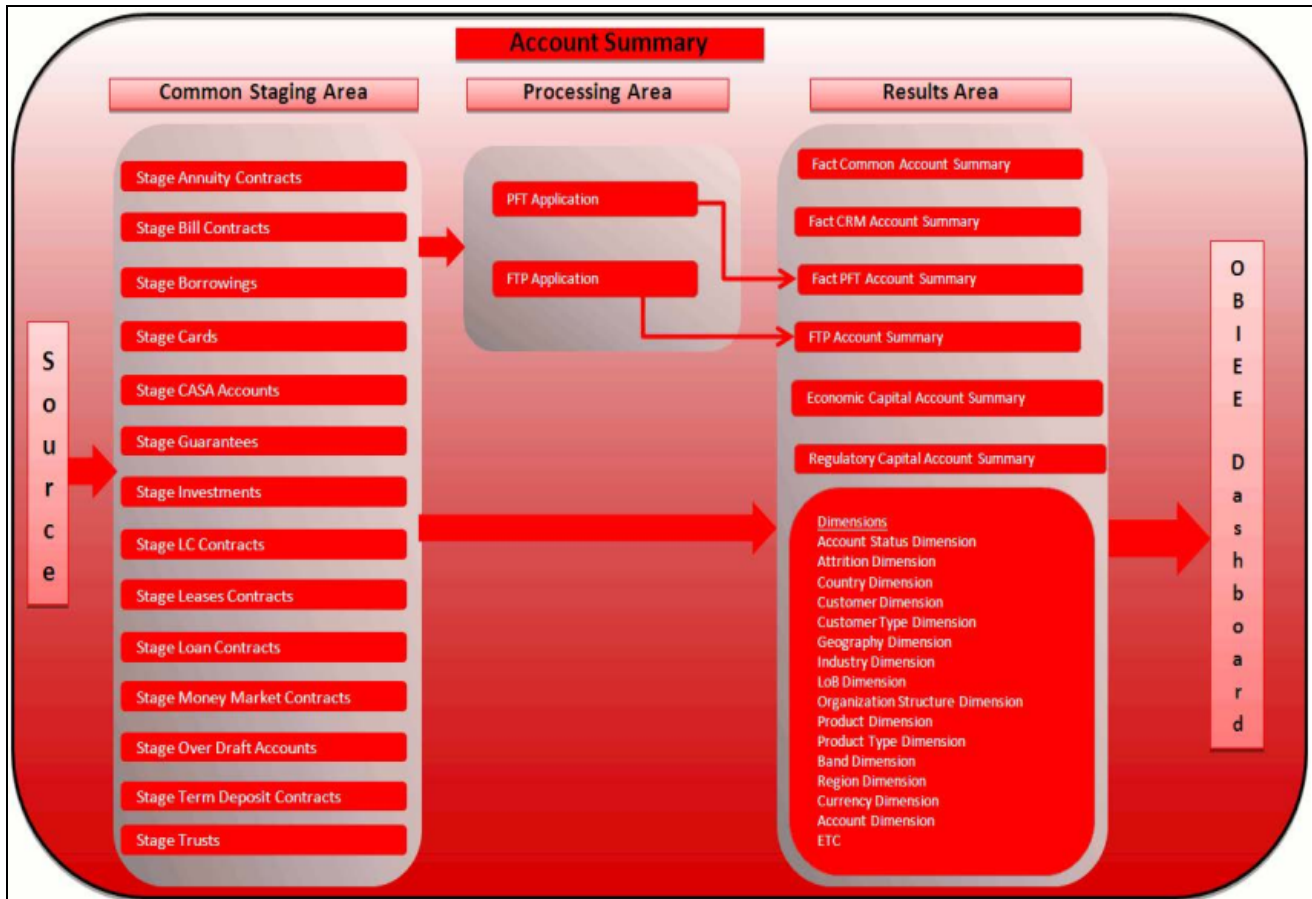 Account Summary
Common Staging Area
Processing Area
Results Area
Source
Stage Annuity Contracts
Stage Bill Contracts
Stage Borrowings
Stage Cards
Stage CASA Accounts
Stage Guarantees
Stage Investments
Stage LC Contracts
Stage Leases Contracts
Stage Loan Contracts
Stage Money Market Contracts
Stage Over Draft Accounts
Stage Term Deposit Contracts
Stage Trusts
PFT Application
FTP Application
Fact Common Account Summary
Fact CRM Account Summary
Fact PFT Account Summary
FTP Account Summary
Economic Capital Account Summary
Regulatory Capital Account Summary
Dimensions
Account Status Dimension
Attrition Dimension
Country Dimension
Customer Dimension
Customer Type Dimension
Geography Dimension
Industry Dimension
LoB Dimension
Organization Structure Dimension
Product Dimension
Product Type Dimension
Band Dimension
Region Dimension
Currency Dimension
Account Dimension
ETC
OBIEE Dashboard